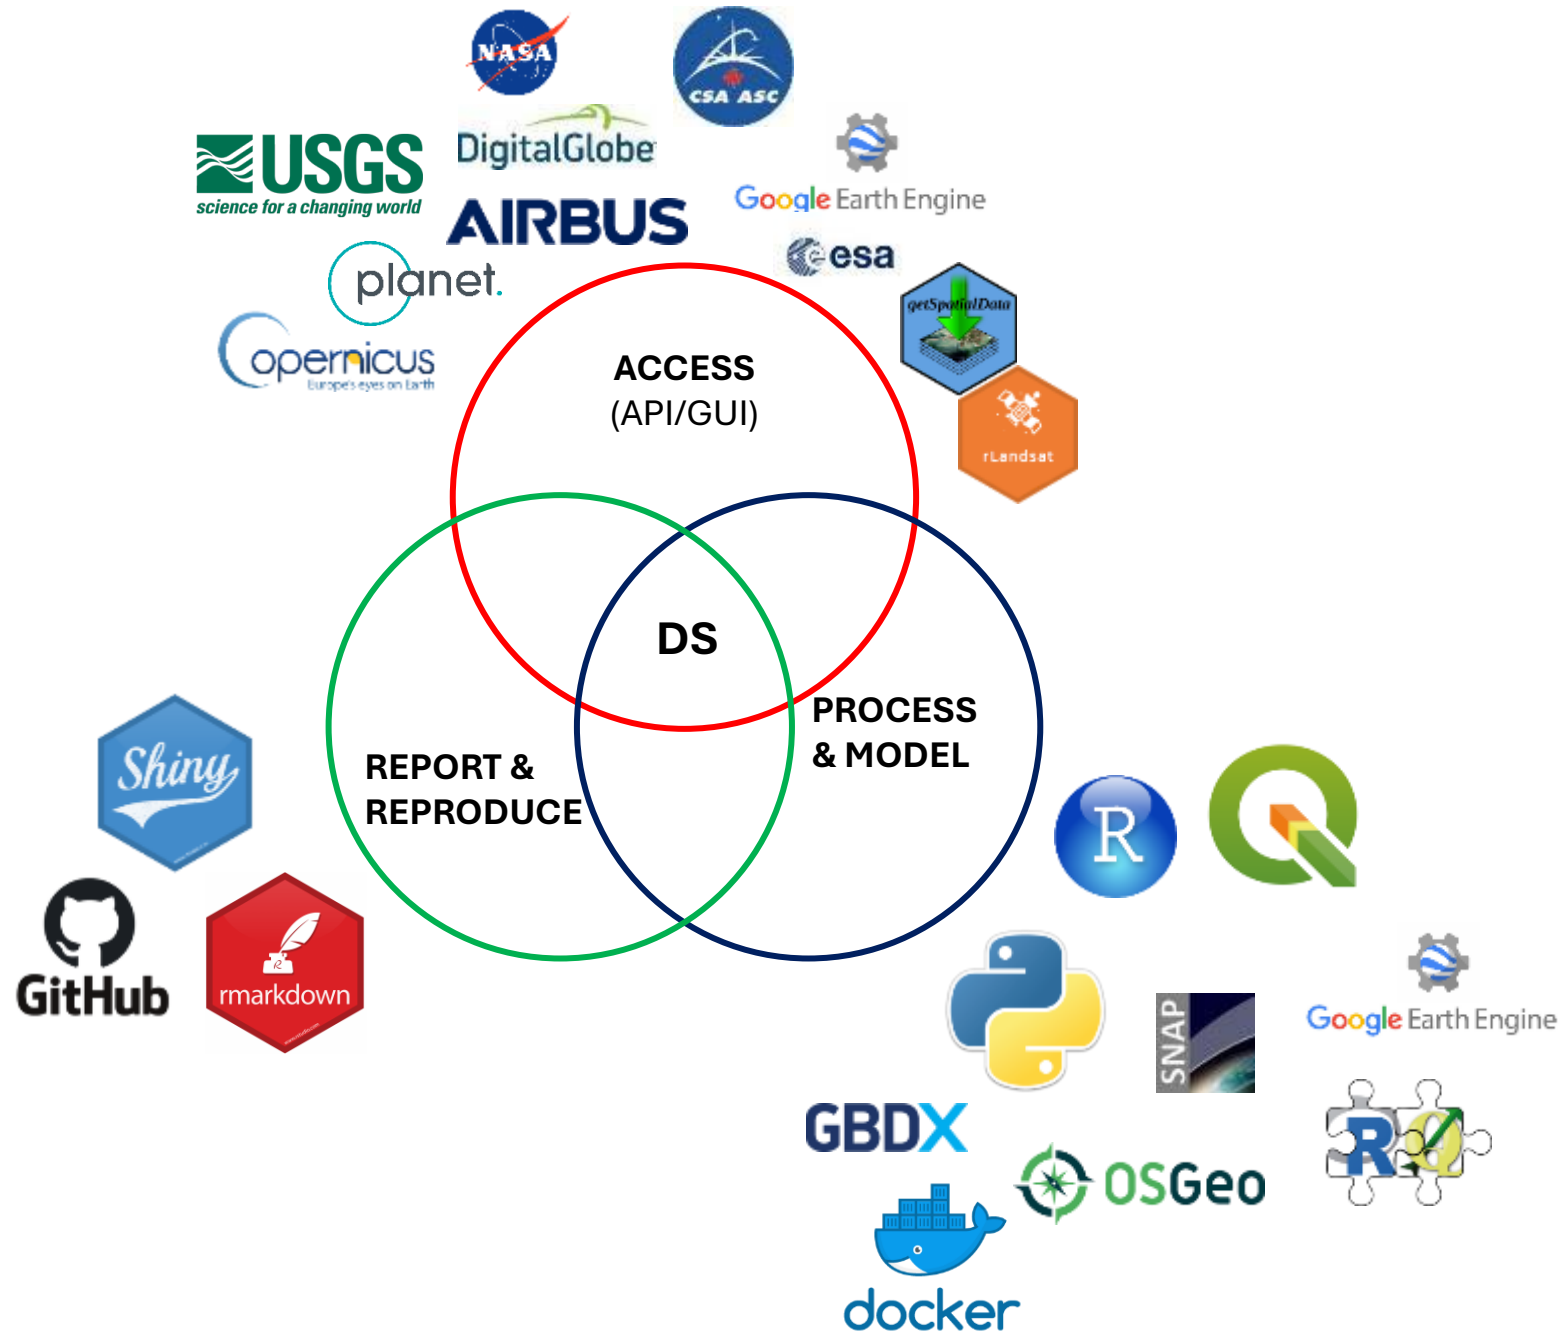 NASA
CSA ASC
DigitalGlobe
USGS
science for a changing world
Google Earth Engine
AIRBUS
esa
planet.
getSpatialData
Copernicus
Europe's eyes on Earth
ACCESS
(API/GUI)
rLandsat
DS
PROCESS
& MODEL
REPORT &
REPRODUCE
Shiny
R
Q
GitHub
rmarkdown
SNAP
Google Earth Engine
GBDX
R Q
OSGeo
docker